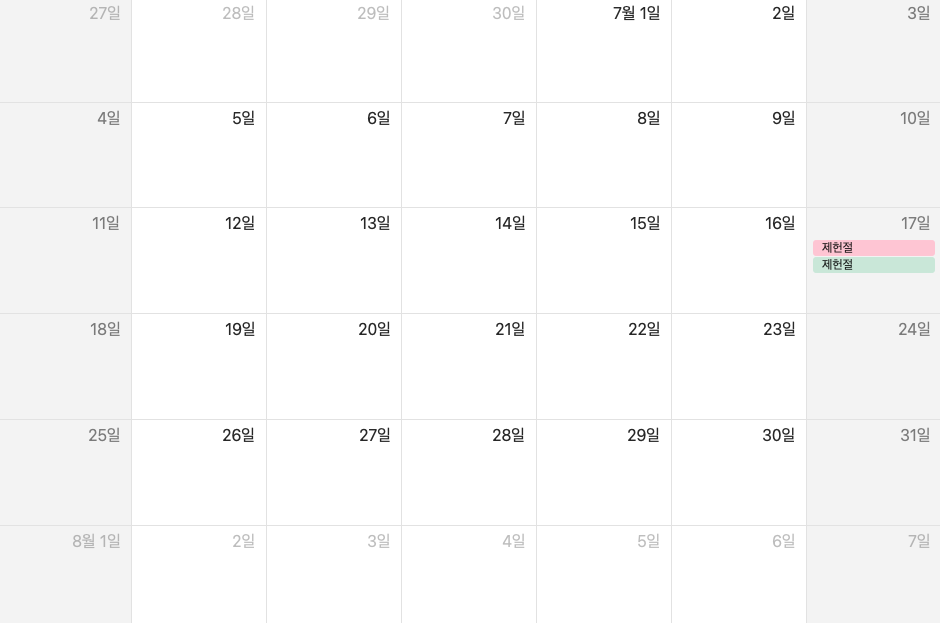 27일 28일 29일 30일 7월 1일 2일 3일
4일 5일 6일 7일 8일 9일 10일
11일 12일 13일 14일 15일 16일 17일
제헌절
제헌절
18일 19일 20일 21일 22일 23일 24일
25일 26일 27일 28일 29일 30일 31일
8월 1일 2일 3일 4일 5일 6일 7일